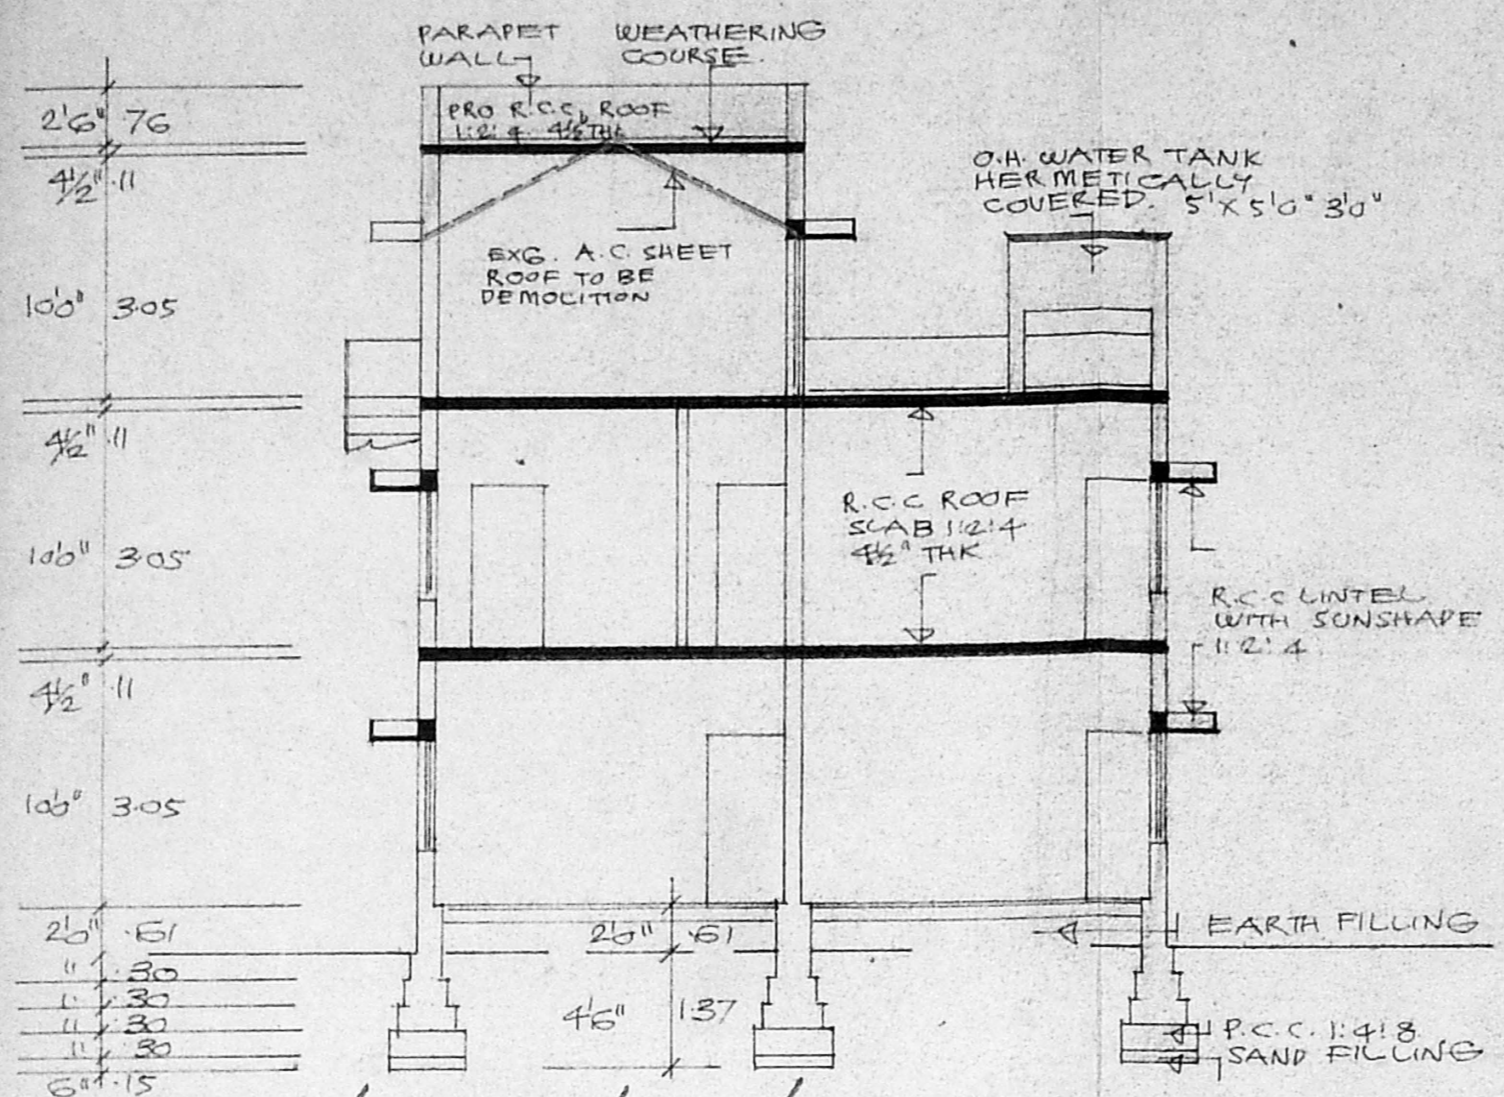 PARAPET WALL
WEATHERING COURSE.
2'6" .76
PRO R.C.C. ROOF
1:2:4 4½" THK
4½" .11
O.H. WATER TANK
HERMETICALLY
COVERED. 5'X 5'0" 3'0"
EXG. A.C. SHEET
ROOF TO BE
DEMOLITION
10'0" 3.05
4½" .11
R.C.C ROOF
SLAB 1:2:4
4½" THK
10'0" 3.05
R.C.C LINTEL
WITH SUNSHADE
1:2:4
4½" .11
10'0" 3.05
2'0" .61
2'0" .61
EARTH FILLING
1' .30
1' .30
1' .30
1' .30
4'6" 1.37
P.C.C. 1:4:8
SAND FILLING
6" .15